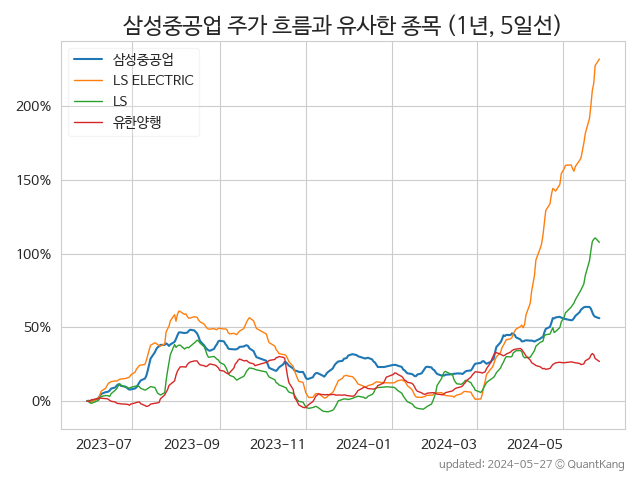 삼성중공업 주가 흐름과 유사한 종목 (1년, 5일선)
삼성중공업
LS ELECTRIC
LS
유한양행
200%
150%
100%
50%
0%
2023-07 2023-09 2023-11 2024-01 2024-03 2024-05
updated: 2024-05-27 © QuantKang